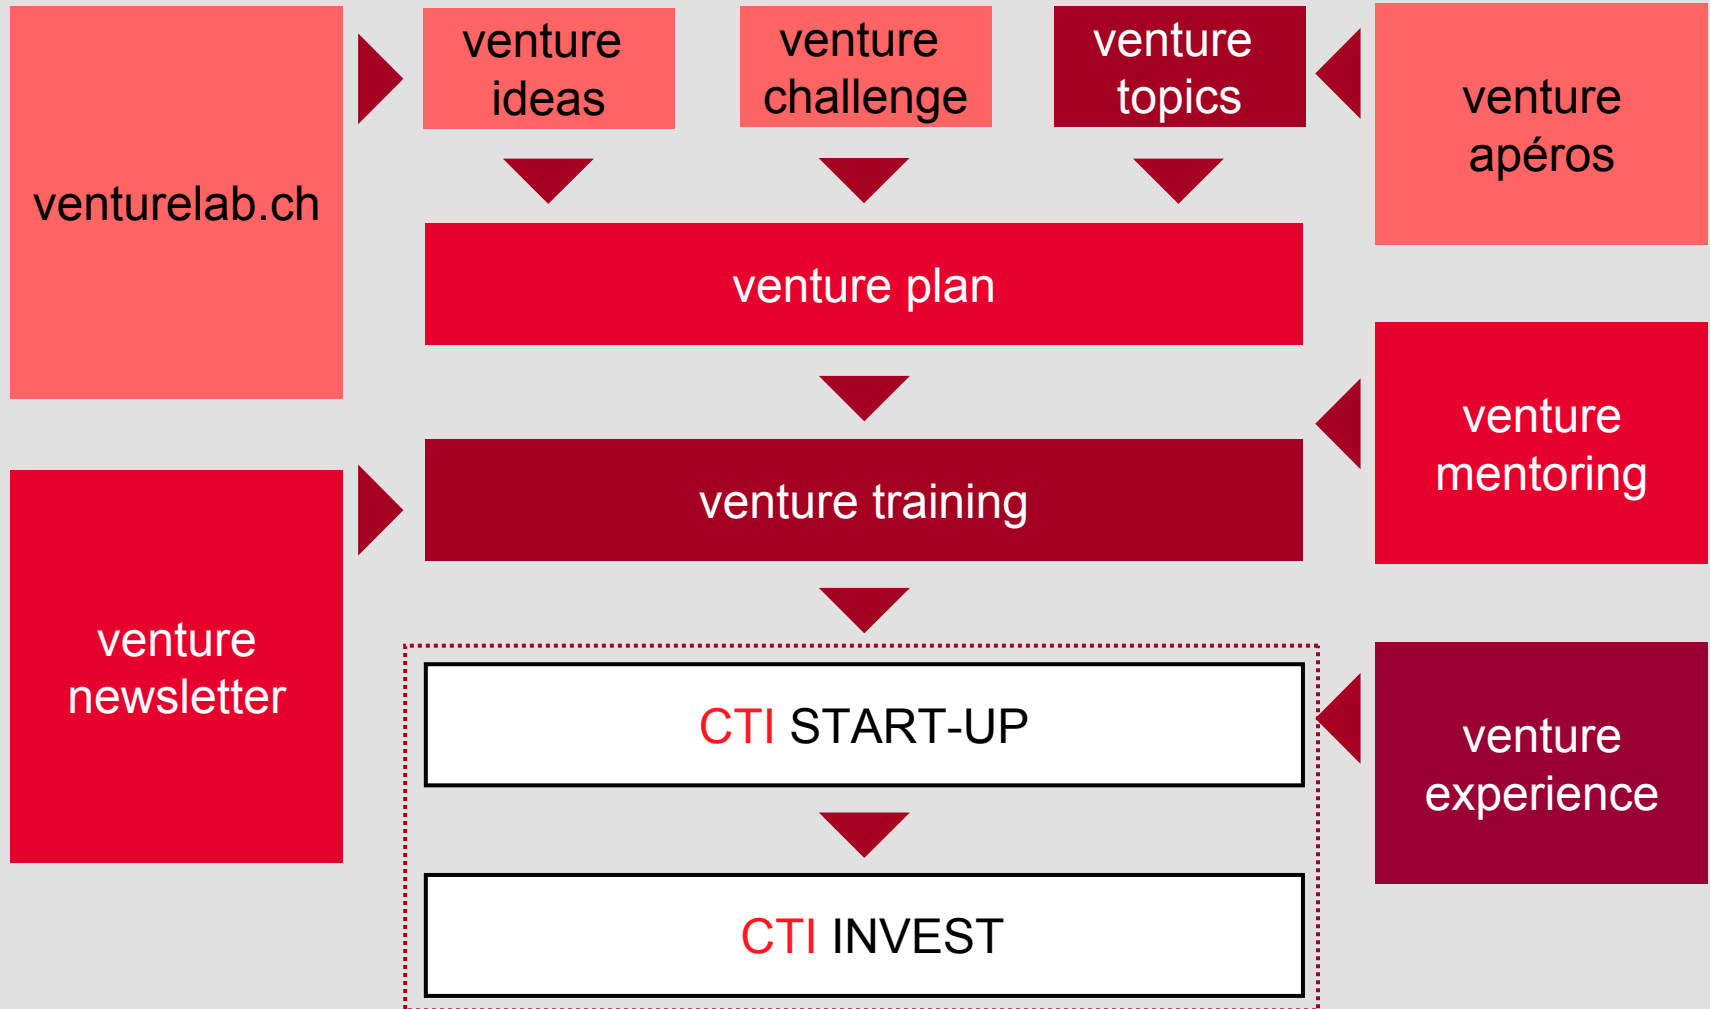 venturelab.ch
venture
ideas
venture
challenge
venture
topics
venture
apéros
venture plan
venture
mentoring
venture training
venture
newsletter
CTI START-UP
venture
experience
CTI INVEST